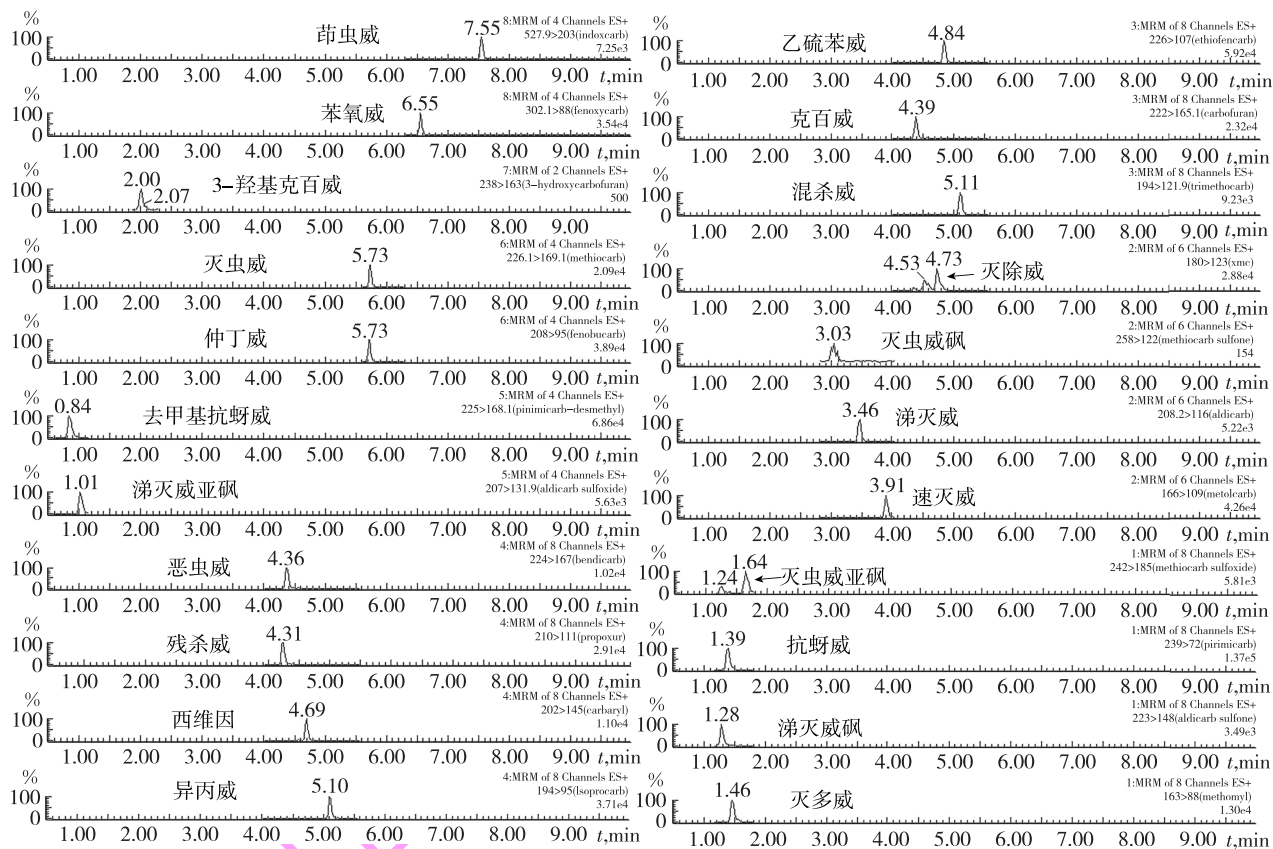 %
茚虫威
7.55
8:MRM of 4 Channels ES+
527.9>203(indoxcarb)
7.25e3
100
0
1.00 2.00 3.00 4.00 5.00 6.00 7.00 8.00 9.00 t,min
%
苯氧威
6.55
8:MRM of 4 Channels ES+
302.1>88(fenoxycarb)
3.54e4
100
0
1.00 2.00 3.00 4.00 5.00 6.00 7.00 8.00 9.00 t,min
%
2.00
2.07
3-羟基克百威
7:MRM of 2 Channels ES+
238>163(3-hydroxycarbofuran)
500
100
0
1.00 2.00 3.00 4.00 5.00 6.00 7.00 8.00 9.00
%
灭虫威
5.73
6:MRM of 4 Channels ES+
226.1>169.1(methiocarb)
2.09e4
100
0
1.00 2.00 3.00 4.00 5.00 6.00 7.00 8.00 9.00 t,min
%
仲丁威
5.73
6:MRM of 4 Channels ES+
208>95(fenobucarb)
3.89e4
100
0
1.00 2.00 3.00 4.00 5.00 6.00 7.00 8.00 9.00 t,min
%
0.84
去甲基抗蚜威
5:MRM of 4 Channels ES+
225>168.1(pinimicarb-desmethyl)
6.86e4
100
0
1.00 2.00 3.00 4.00 5.00 6.00 7.00 8.00 9.00 t,min
%
1.01
涕灭威亚砜
5:MRM of 4 Channels ES+
207>131.9(aldicarb sulfoxide)
5.63e3
100
0
1.00 2.00 3.00 4.00 5.00 6.00 7.00 8.00 9.00 t,min
%
恶虫威
4.36
4:MRM of 8 Channels ES+
224>167(bendicarb)
1.02e4
100
0
1.00 2.00 3.00 4.00 5.00 6.00 7.00 8.00 9.00 t,min
%
残杀威
4.31
4:MRM of 8 Channels ES+
210>111(propoxur)
2.91e4
100
0
1.00 2.00 3.00 4.00 5.00 6.00 7.00 8.00 9.00 t,min
%
西维因
4.69
4:MRM of 8 Channels ES+
202>145(carbaryl)
1.10e4
100
0
1.00 2.00 3.00 4.00 5.00 6.00 7.00 8.00 9.00 t,min
%
异丙威
5.10
4:MRM of 8 Channels ES+
194>95(Isoprocarb)
3.71e4
100
0
1.00 2.00 3.00 4.00 5.00 6.00 7.00 8.00 9.00 t,min
%
乙硫苯威
4.84
3:MRM of 8 Channels ES+
226>107(ethiofencarb)
5.92e4
100
0
1.00 2.00 3.00 4.00 5.00 6.00 7.00 8.00 9.00 t,min
%
克百威
4.39
3:MRM of 8 Channels ES+
222>165.1(carbofuran)
2.32e4
100
0
1.00 2.00 3.00 4.00 5.00 6.00 7.00 8.00 9.00 t,min
%
混杀威
5.11
3:MRM of 8 Channels ES+
194>121.9(trimethocarb)
9.23e3
100
0
1.00 2.00 3.00 4.00 5.00 6.00 7.00 8.00 9.00 t,min
%
4.53
4.73
灭除威
2:MRM of 6 Channels ES+
180>123(xmc)
2.88e4
100
0
1.00 2.00 3.00 4.00 5.00 6.00 7.00 8.00 9.00 t,min
%
3.03
灭虫威砜
2:MRM of 6 Channels ES+
258>122(methiocarb sulfone)
154
100
0
1.00 2.00 3.00 4.00 5.00 6.00 7.00 8.00 9.00 t,min
%
3.46
涕灭威
2:MRM of 6 Channels ES+
208.2>116(aldicarb)
5.22e3
100
0
1.00 2.00 3.00 4.00 5.00 6.00 7.00 8.00 9.00 t,min
%
3.91
速灭威
2:MRM of 6 Channels ES+
166>109(metolcarb)
4.26e4
100
0
1.00 2.00 3.00 4.00 5.00 6.00 7.00 8.00 9.00 t,min
%
1.24
1.64
灭虫威亚砜
1:MRM of 8 Channels ES+
242>185(methiocarb sulfoxide)
5.81e3
100
0
1.00 2.00 3.00 4.00 5.00 6.00 7.00 8.00 9.00 t,min
%
1.39
抗蚜威
1:MRM of 8 Channels ES+
239>72(pirimicarb)
1.37e5
100
0
1.00 2.00 3.00 4.00 5.00 6.00 7.00 8.00 9.00 t,min
%
1.28
涕灭威砜
1:MRM of 8 Channels ES+
223>148(aldicarb sulfone)
3.49e3
100
0
1.00 2.00 3.00 4.00 5.00 6.00 7.00 8.00 9.00 t,min
%
1.46
灭多威
1:MRM of 8 Channels ES+
163>88(methomyl)
1.30e4
100
0
1.00 2.00 3.00 4.00 5.00 6.00 7.00 8.00 9.00 t,min